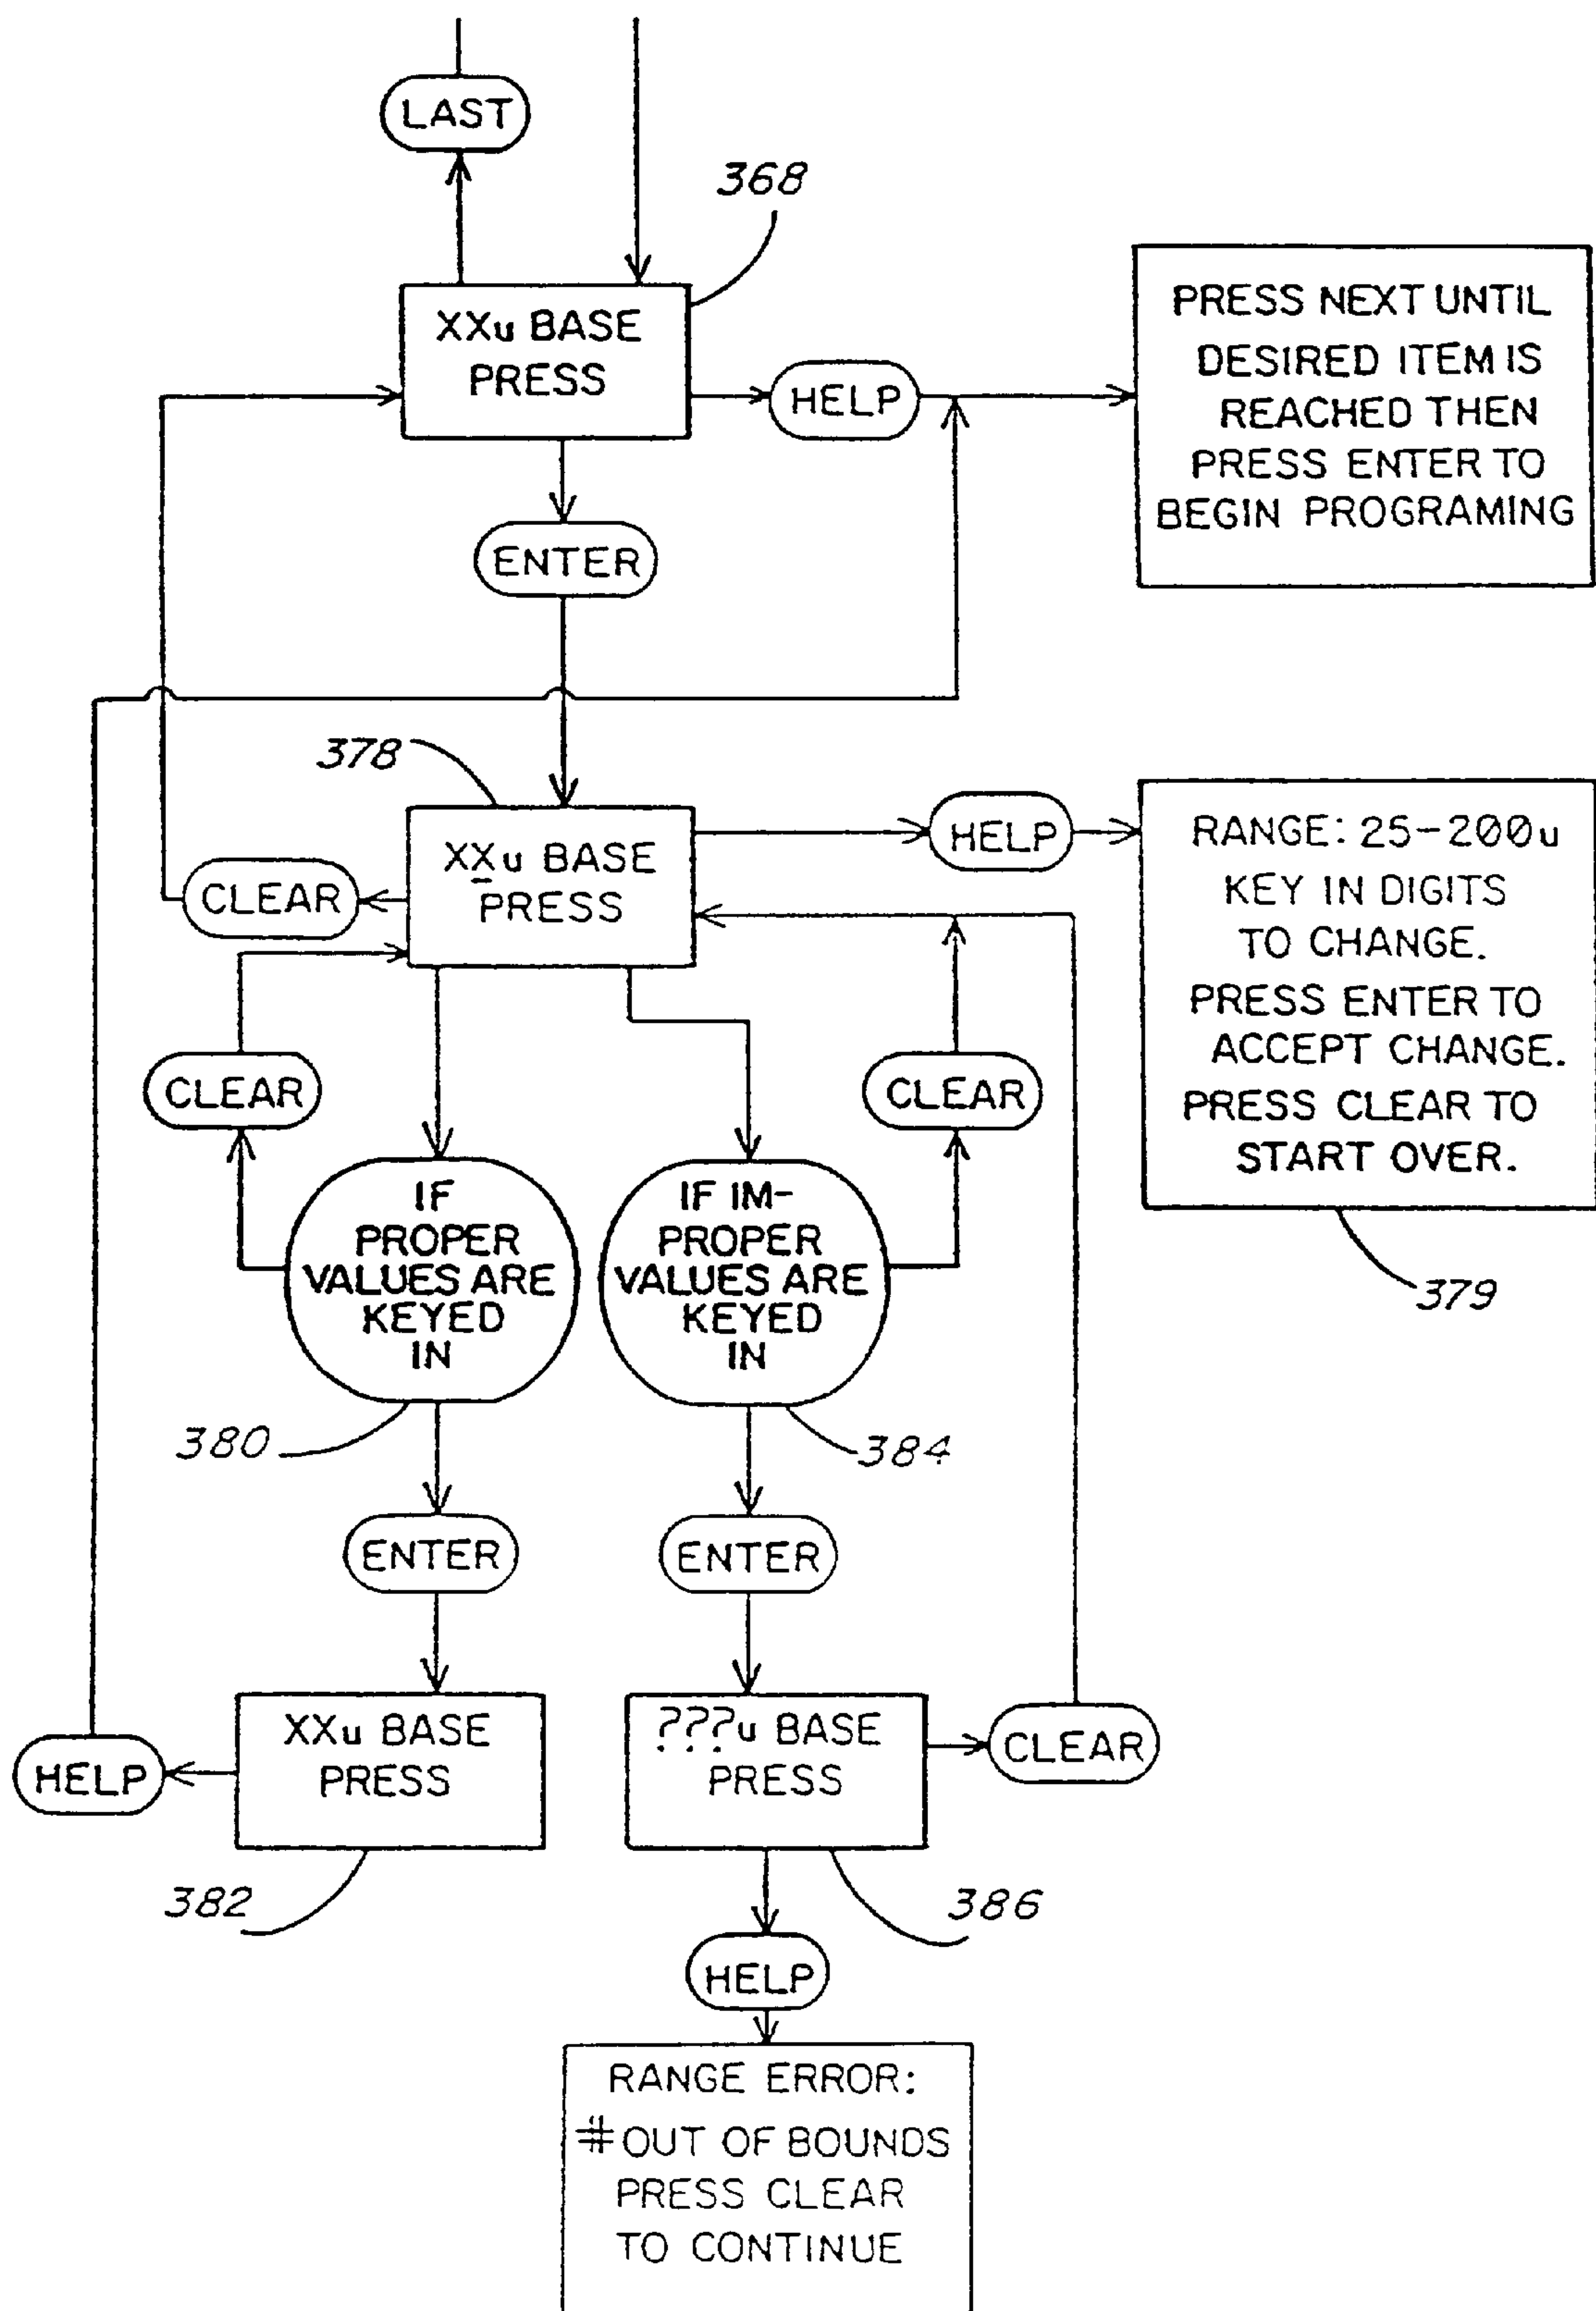 LAST
368
XXu BASE
PRESS
HELP
PRESS NEXT UNTIL
DESIRED ITEM IS
REACHED THEN
PRESS ENTER TO
BEGIN PROGRAMING
ENTER
378
XXu BASE
PRESS
HELP
RANGE: 25-200u
KEY IN DIGITS
TO CHANGE.
PRESS ENTER TO
ACCEPT CHANGE.
PRESS CLEAR TO
START OVER.
379
CLEAR
CLEAR
CLEAR
IF
PROPER
VALUES ARE
KEYED
IN
IF IM-
PROPER
VALUES ARE
KEYED
IN
380
384
ENTER
ENTER
HELP
XXu BASE
PRESS
???u BASE
PRESS
CLEAR
382
386
HELP
RANGE ERROR:
#OUT OF BOUNDS
PRESS CLEAR
TO CONTINUE